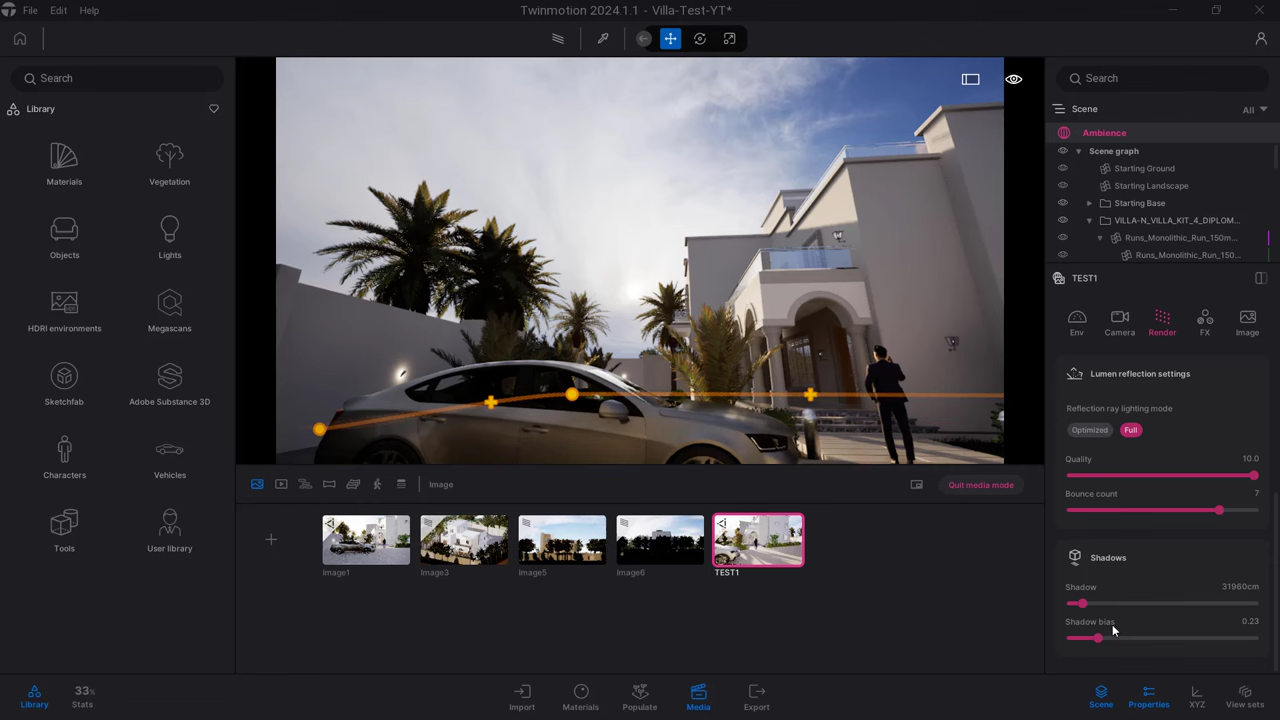 File Edit Help
Twinmotion 2024.1.1 - Villa-Test-YT*
Search
Library
Materials
Vegetation
Objects
Lights
HDRI environments
Megascans
Sketchfab
Adobe Substance 3D
Characters
Vehicles
Tools
User library
Image
Quit media mode
Image1
Image3
Image5
Image6
TEST1
Search
Scene
All
Ambience
Scene graph
Starting Ground
Starting Landscape
Starting Base
VILLA-N_VILLA_KIT_4_DIPLOM...
Runs_Monolithic_Run_150m...
Runs_Monolithic_Run_150...
TEST1
Env
Camera
Render
FX
Image
Lumen reflection settings
Reflection ray lighting mode
Optimized Full
Quality 10.0
Bounce count 7
Shadows
Shadow 31960cm
Shadow bias 0.23
Library
33%
Stats
Import
Materials
Populate
Media
Export
Scene
Properties
XYZ
View sets